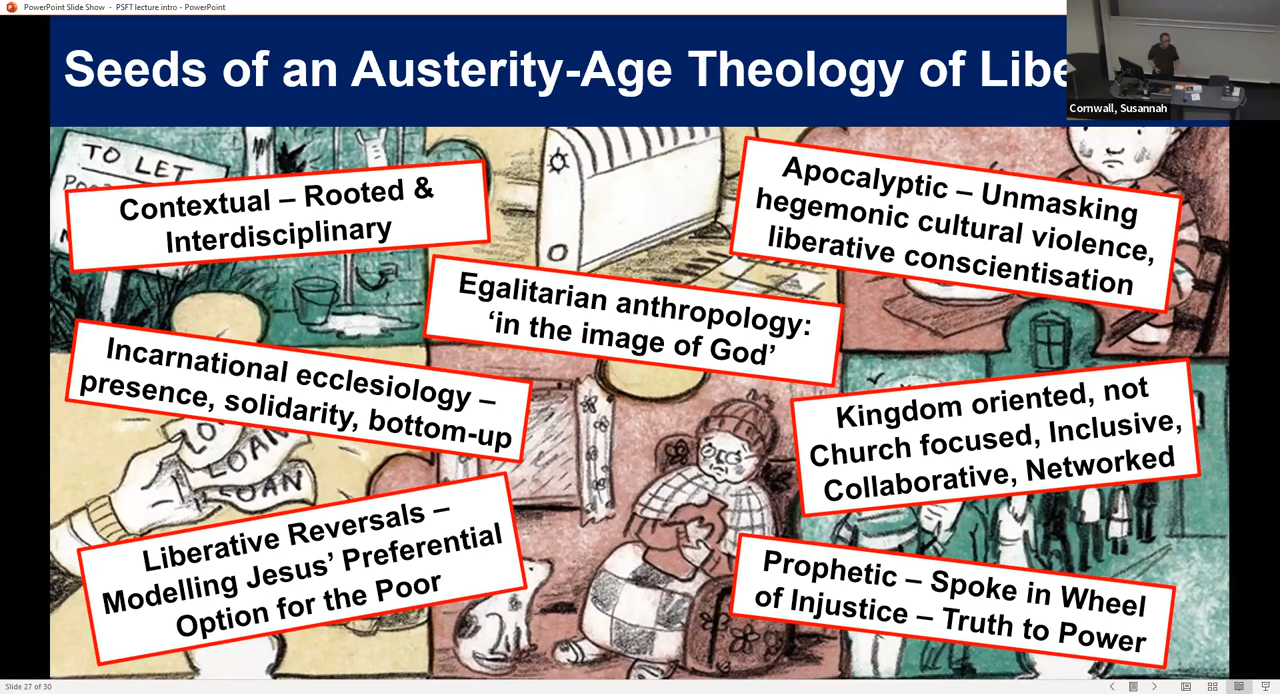 PowerPoint Slide Show - PSFT lecture intro - PowerPoint
Seeds of an Austerity-Age Theology of Libe
Cornwall, Susannah
TO LET
Contextual – Rooted &
Interdisciplinary
Apocalyptic – Unmasking
hegemonic cultural violence,
liberative conscientisation
Egalitarian anthropology:
‘in the image of God’
Incarnational ecclesiology –
presence, solidarity, bottom-up
Kingdom oriented, not
Church focused, Inclusive,
Collaborative, Networked
LOAN
LOAN
Liberative Reversals –
Modelling Jesus’ Preferential
Option for the Poor
Prophetic – Spoke in Wheel
of Injustice – Truth to Power
Slide 27 of 30